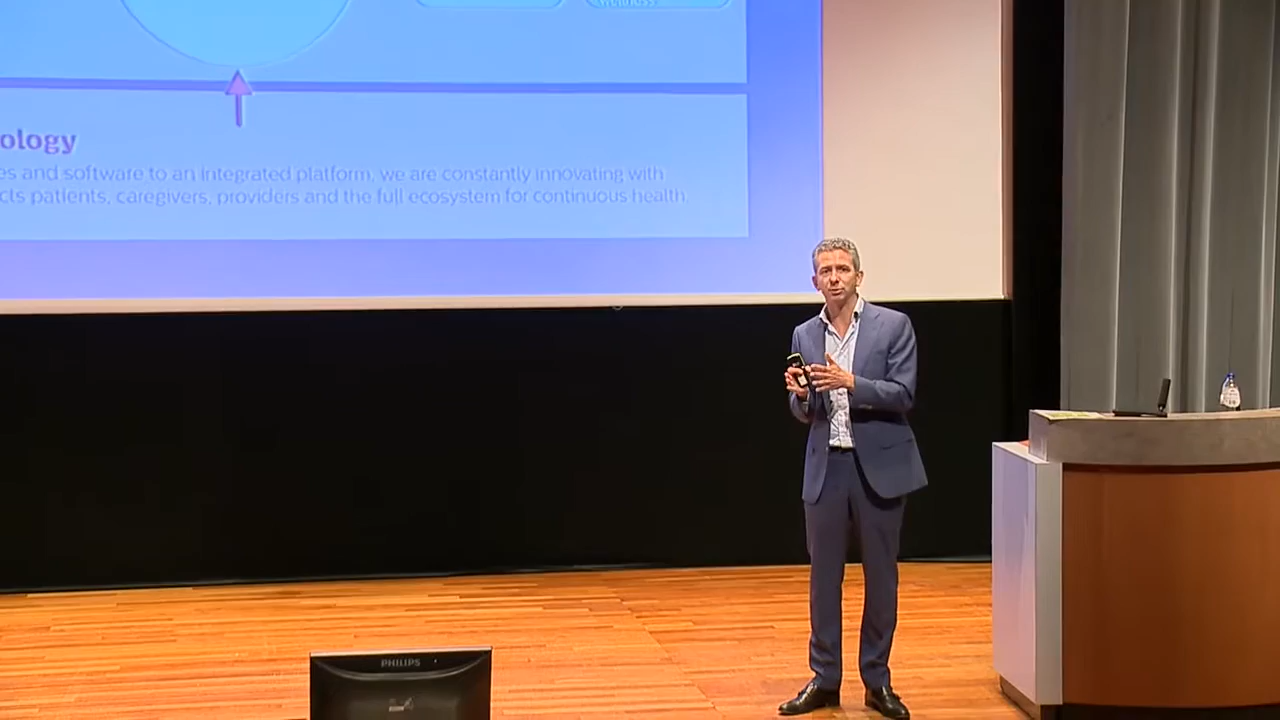 wellness
ology
es and software to an integrated platform, we are constantly innovating with
cts patients, caregivers, providers and the full ecosystem for continuous health.
PHILIPS